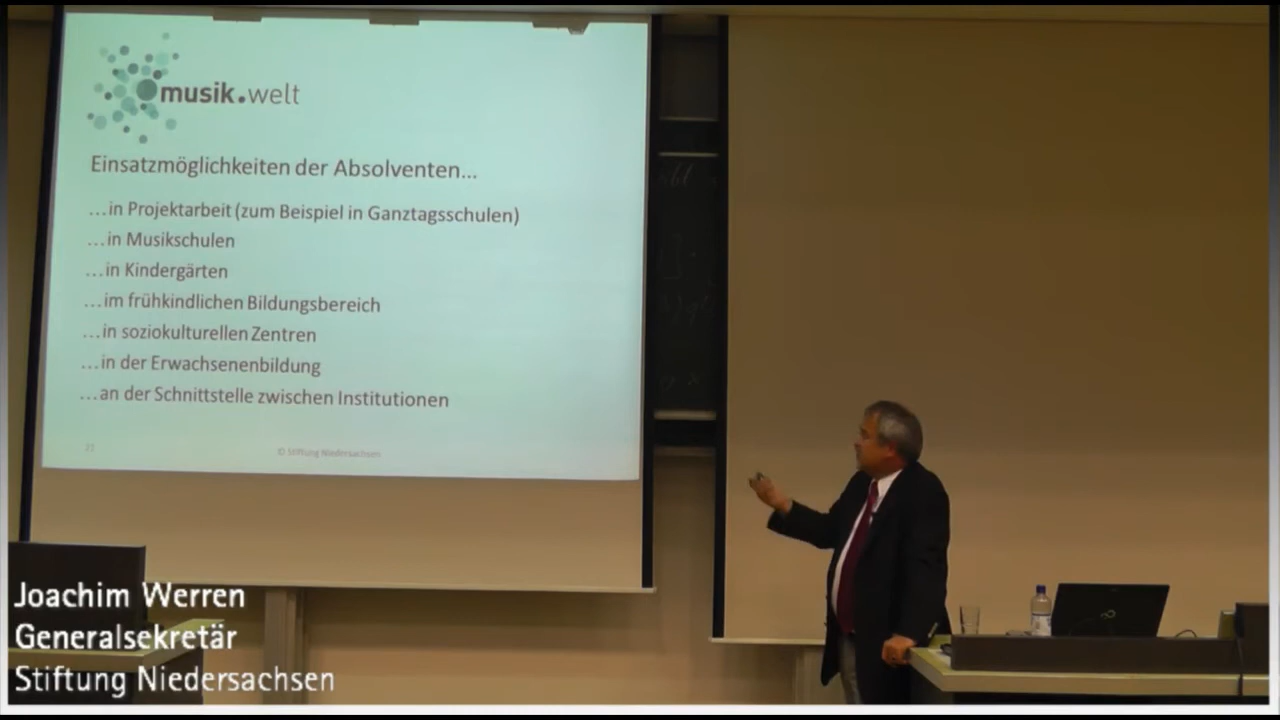 musik.welt
Einsatzmöglichkeiten der Absolventen...
...in Projektarbeit (zum Beispiel in Ganztagsschulen)
...in Musikschulen
...in Kindergärten
...im frühkindlichen Bildungsbereich
...in soziokulturellen Zentren
...in der Erwachsenenbildung
...an der Schnittstelle zwischen Institutionen
© Stiftung Niedersachsen
Joachim Werren
Generalsekretär
Stiftung Niedersachsen